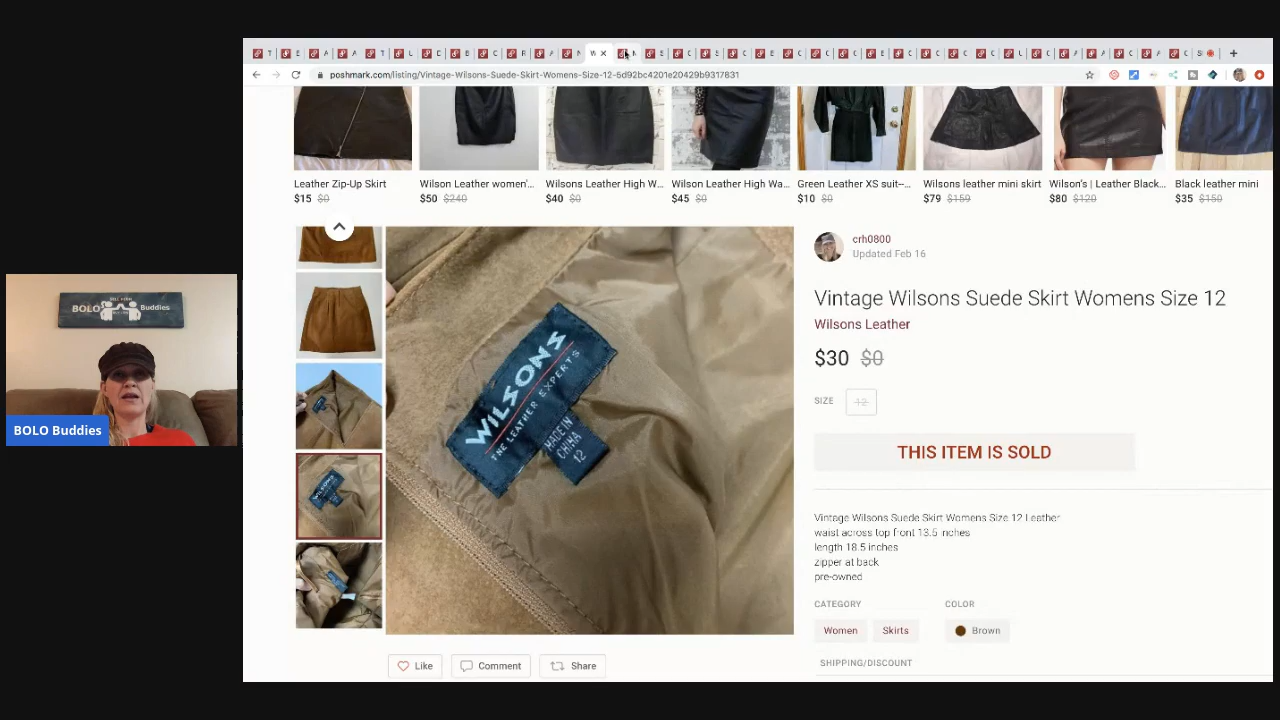 poshmark.com/listing/Vintage-Wilsons-Suede-Skirt-Womens-Size-12-5d92bc4201e20429b9317831
Leather Zip-Up Skirt
Wilson Leather women'...
Wilsons Leather High W...
Wilson Leather High Wa...
Green Leather XS suit--...
Wilsons leather mini skirt
Wilson's | Leather Black...
Black leather mini
$15 $0
$50 $240
$40 $0
$45 $0
$10 $0
$79 $159
$80 $120
$35 $150
crh0800
Updated Feb 16
Vintage Wilsons Suede Skirt Womens Size 12
Wilsons Leather
$30 $0
SIZE 12
THIS ITEM IS SOLD
Vintage Wilsons Suede Skirt Womens Size 12 Leather
waist across top front 13.5 inches
length 18.5 inches
zipper at back
pre-owned
CATEGORY
COLOR
Women Skirts
Brown
SHIPPING/DISCOUNT
WILSONS
THE LEATHER EXPERTS
MADE IN
CHINA
12
Like
Comment
Share
BOLO Buddies
BOLO Buddies